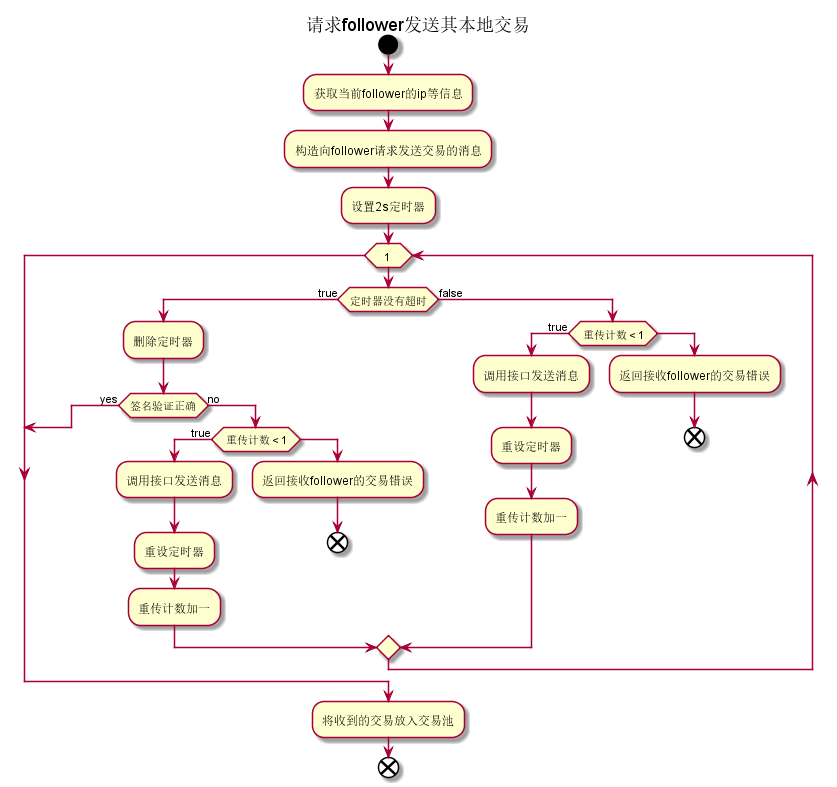 请求follower发送其本地交易
获取当前follower的ip等信息
构造向follower请求发送交易的消息
设置2s定时器
1
true
定时器没有超时
false
删除定时器
yes
签名验证正确
no
true
重传计数 < 1
调用接口发送消息
返回接收follower的交易错误
重设定时器
重传计数加一
true
重传计数 < 1
调用接口发送消息
返回接收follower的交易错误
重设定时器
重传计数加一
将收到的交易放入交易池